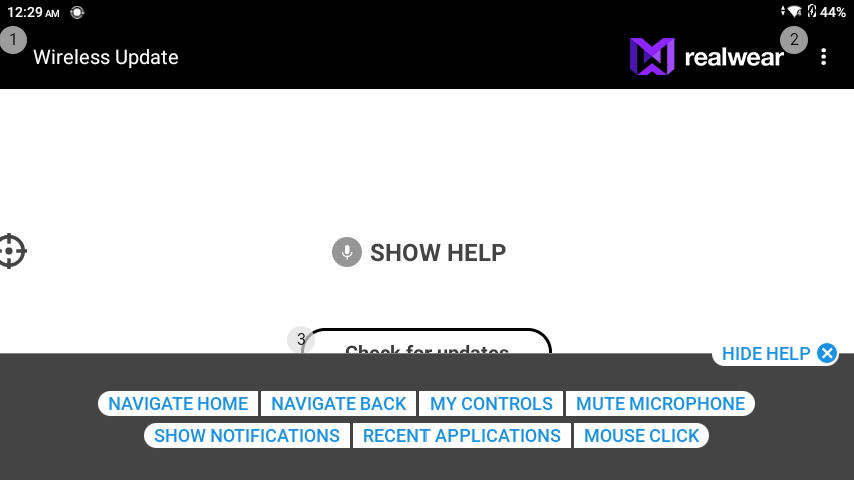 12:29 AM
44%
1
2
Wireless Update
realwear
SHOW HELP
3
Check for updates
HIDE HELP
NAVIGATE HOME
NAVIGATE BACK
MY CONTROLS
MUTE MICROPHONE
SHOW NOTIFICATIONS
RECENT APPLICATIONS
MOUSE CLICK